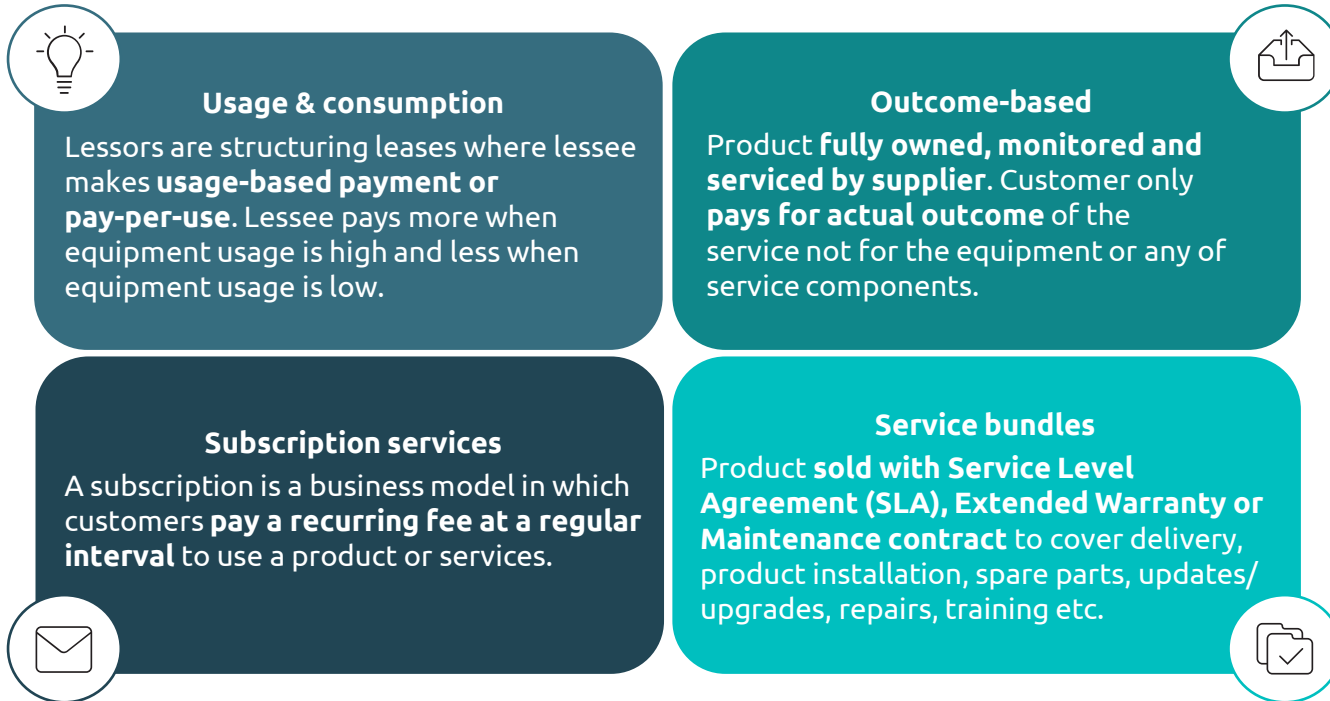 Usage & consumption
Lessors are structuring leases where lessee
makes usage-based payment or
pay-per-use. Lessee pays more when
equipment usage is high and less when
equipment usage is low.
Outcome-based
Product fully owned, monitored and
serviced by supplier. Customer only
pays for actual outcome of the
service not for the equipment or any of
service components.
Subscription services
A subscription is a business model in which
customers pay a recurring fee at a regular
interval to use a product or services.
Service bundles
Product sold with Service Level
Agreement (SLA), Extended Warranty or
Maintenance contract to cover delivery,
product installation, spare parts, updates/
upgrades, repairs, training etc.